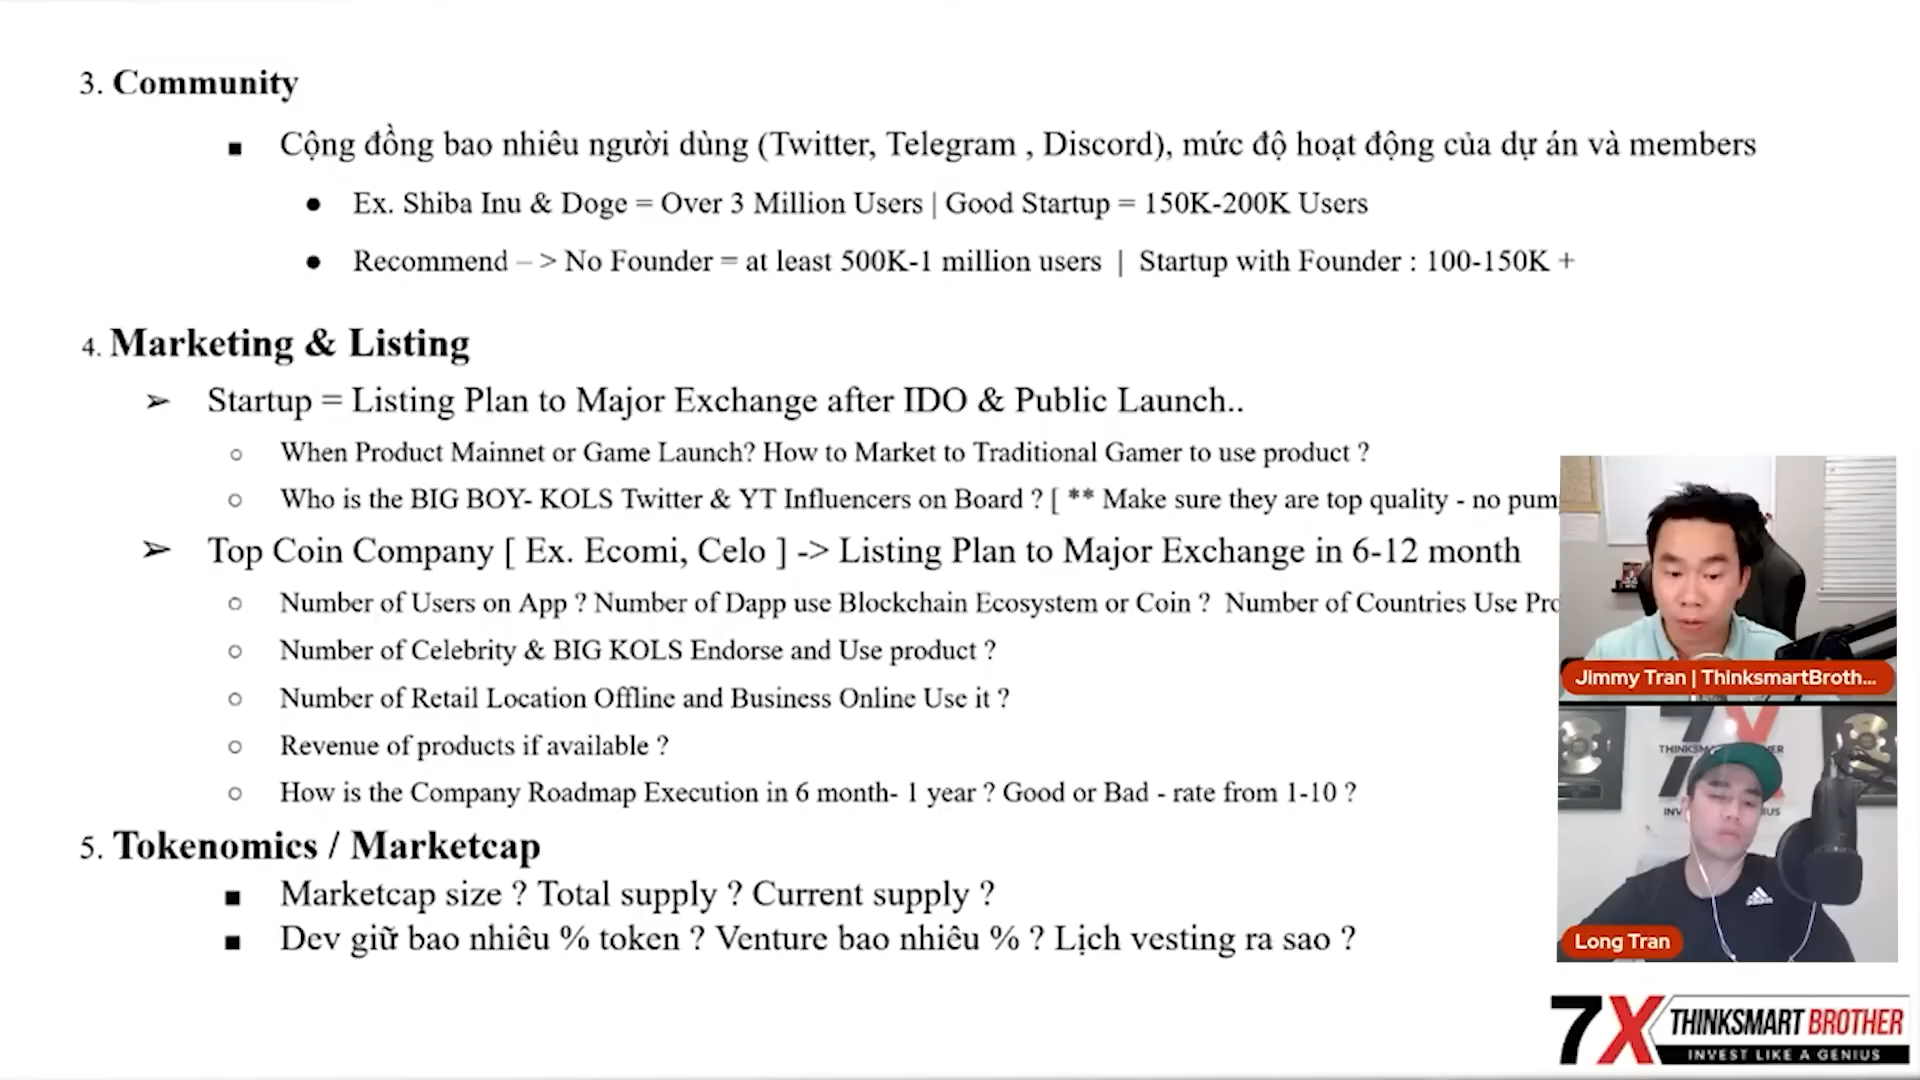 3. Community
■ Cộng đồng bao nhiêu người dùng (Twitter, Telegram , Discord), mức độ hoạt động của dự án và members
● Ex. Shiba Inu & Doge = Over 3 Million Users | Good Startup = 150K-200K Users
● Recommend – > No Founder = at least 500K-1 million users | Startup with Founder : 100-150K +
4. Marketing & Listing
➢ Startup = Listing Plan to Major Exchange after IDO & Public Launch..
○ When Product Mainnet or Game Launch? How to Market to Traditional Gamer to use product ?
○ Who is the BIG BOY- KOLS Twitter & YT Influencers on Board ? [ ** Make sure they are top quality - no pum
➢ Top Coin Company [ Ex. Ecomi, Celo ] -> Listing Plan to Major Exchange in 6-12 month
○ Number of Users on App ? Number of Dapp use Blockchain Ecosystem or Coin ? Number of Countries Use Pro
○ Number of Celebrity & BIG KOLS Endorse and Use product ?
○ Number of Retail Location Offline and Business Online Use it ?
○ Revenue of products if available ?
○ How is the Company Roadmap Execution in 6 month- 1 year ? Good or Bad - rate from 1-10 ?
5. Tokenomics / Marketcap
■ Marketcap size ? Total supply ? Current supply ?
■ Dev giữ bao nhiêu % token ? Venture bao nhiêu % ? Lịch vesting ra sao ?
Jimmy Tran | ThinksmartBroth...
Long Tran
7X THINKSMART BROTHER
INVEST LIKE A GENIUS